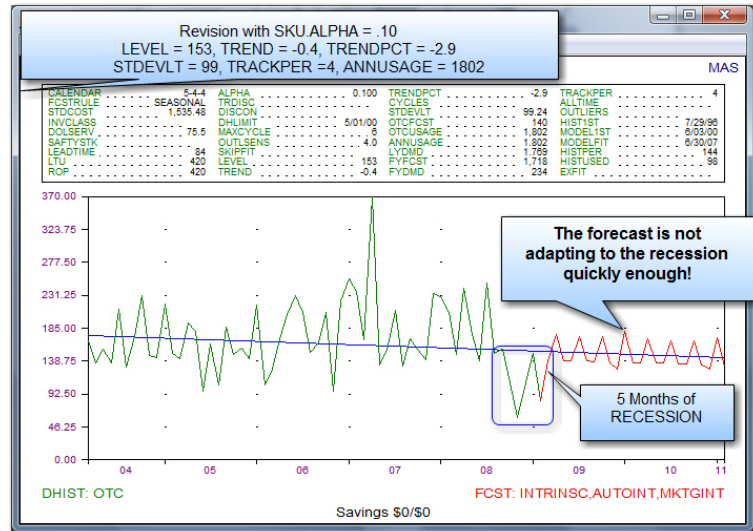 Revision with SKU.ALPHA = .10
LEVEL = 153, TREND = -0.4, TRENDPCT = -2.9
STDEVLT = 99, TRACKPER =4, ANNUSAGE = 1802
MAS
CALENDAR 5-4-4 ALPHA 0.100 TRENDPCT -2.9 TRACKPER 4
FCSTRULE SEASONAL TRDISC CYCLES ALLTIME
STDCOST 1,535.48 DISCON STDEVLT 99.24 OUTLIERS
INVCLASS DHLIMIT 5/01/00 OTCFCST 140 HIST1ST 7/29/96
DOLSERV 75.5 MAXCYCLE 6 OTCUSAGE 1,802 MODEL1ST 6/03/00
SAFTYSTK OUTLSENS 4.0 ANNUSAGE 1.802 MODELFIT 6/30/07
LEADTIME 84 SKIPFIT LYDMD 1.769 HISTPER 144
LTU 420 LEVEL 153 FYFCST 1,718 HISTUSED 98
ROP 420 TREND -0.4 FYDMD 234 EXFIT
370.00
323.75
277.50
231.25
185.00
138.75
92.50
46.25
0.00
The forecast is not
adapting to the recession
quickly enough!
5 Months of
RECESSION
04 05 06 07 08 09 10 11
DHIST: OTC
FCST: INTRINSC,AUTOINT,MKTGINT
Savings $0/$0